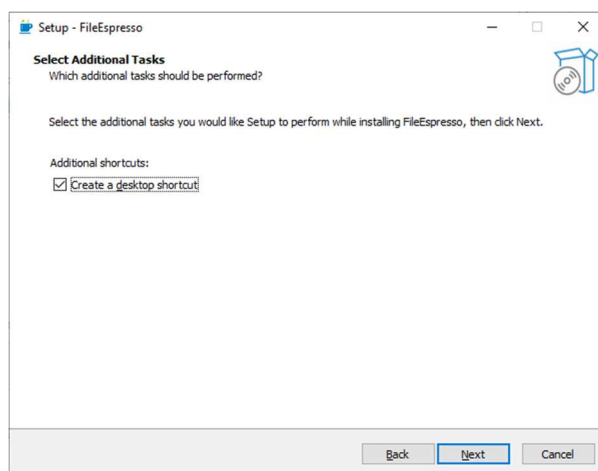 Setup - FileEspresso
Select Additional Tasks
Which additional tasks should be performed?
Select the additional tasks you would like Setup to perform while installing FileEspresso, then click Next.
Additional shortcuts:
Create a desktop shortcut
Back Next Cancel